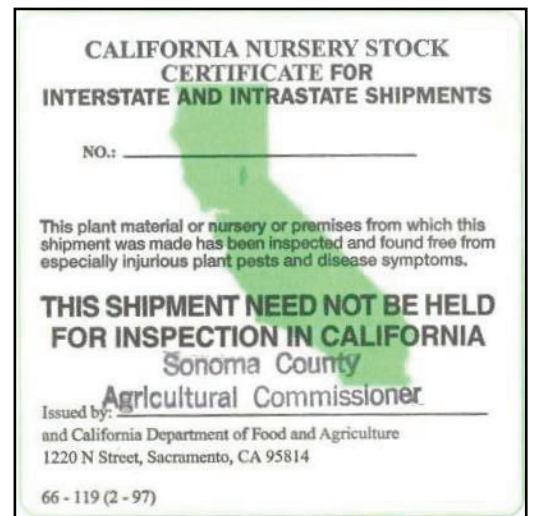 CALIFORNIA NURSERY STOCK
CERTIFICATE FOR
INTERSTATE AND INTRASTATE SHIPMENTS
NO.:
This plant material or nursery or premises from which this
shipment was made has been inspected and found free from
especially injurious plant pests and disease symptoms.
THIS SHIPMENT NEED NOT BE HELD
FOR INSPECTION IN CALIFORNIA
Sonoma County
Agricultural Commissioner
Issued by:
and California Department of Food and Agriculture
1220 N Street, Sacramento, CA 95814
66 - 119 (2 - 97)